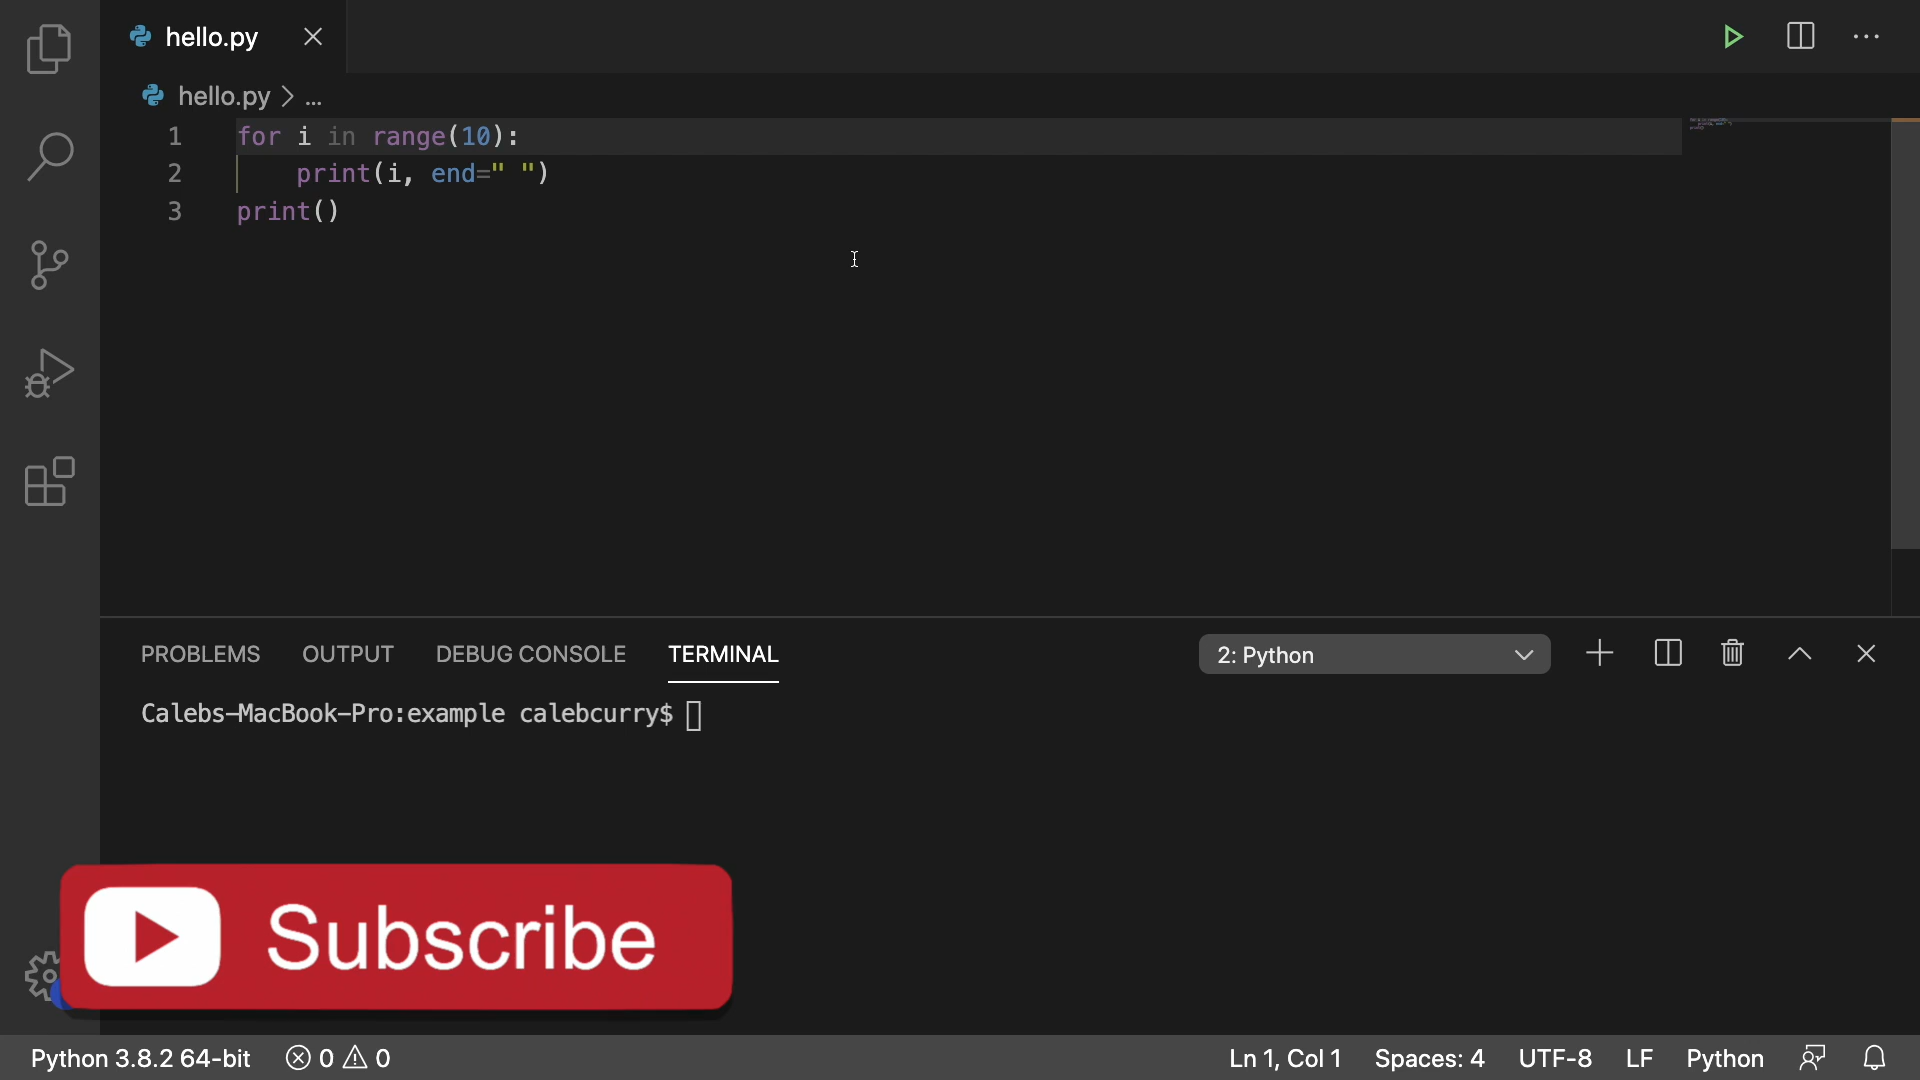 hello.py
hello.py > ...
1 for i in range(10):
2     print(i, end=" ")
3 print()
PROBLEMS OUTPUT DEBUG CONSOLE TERMINAL 2: Python
Calebs-MacBook-Pro:example calebcurry$
Subscribe
Python 3.8.2 64-bit 0 0 Ln 1, Col 1 Spaces: 4 UTF-8 LF Python